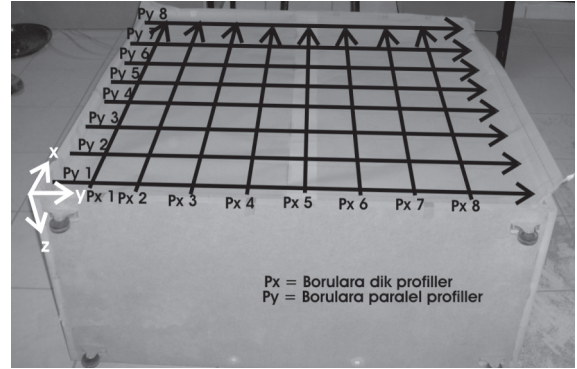 Py 8
Py 7
Py 6
Py 5
Py 4
Py 3
Py 2
Py 1
x
y
z
Px 1 Px 2 Px 3 Px 4 Px 5 Px 6 Px 7 Px 8
Px = Borulara dik profiller
Py = Borulara paralel profiller